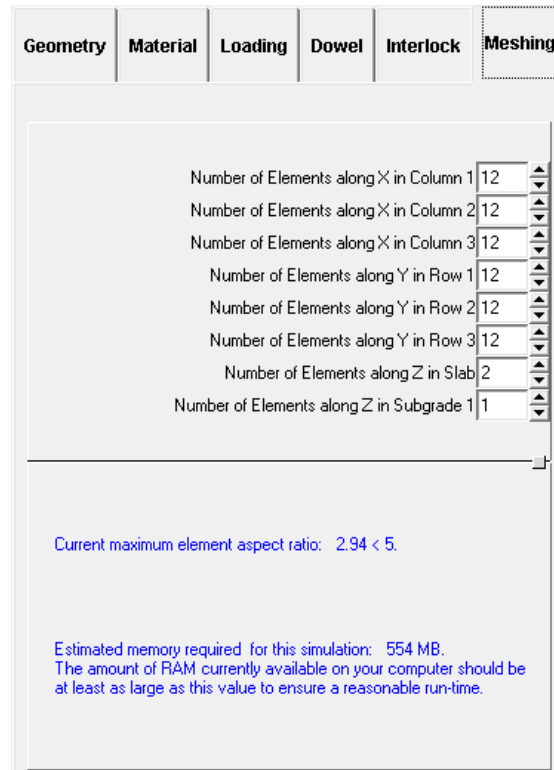 Geometry Material Loading Dowel Interlock Meshing
Number of Elements along X in Column 1 12
Number of Elements along X in Column 2 12
Number of Elements along X in Column 3 12
Number of Elements along Y in Row 1 12
Number of Elements along Y in Row 2 12
Number of Elements along Y in Row 3 12
Number of Elements along Z in Slab 2
Number of Elements along Z in Subgrade 1 1
Current maximum element aspect ratio: 2.94 < 5.
Estimated memory required for this simulation: 554 MB.
The amount of RAM currently available on your computer should be
at least as large as this value to ensure a reasonable run-time.